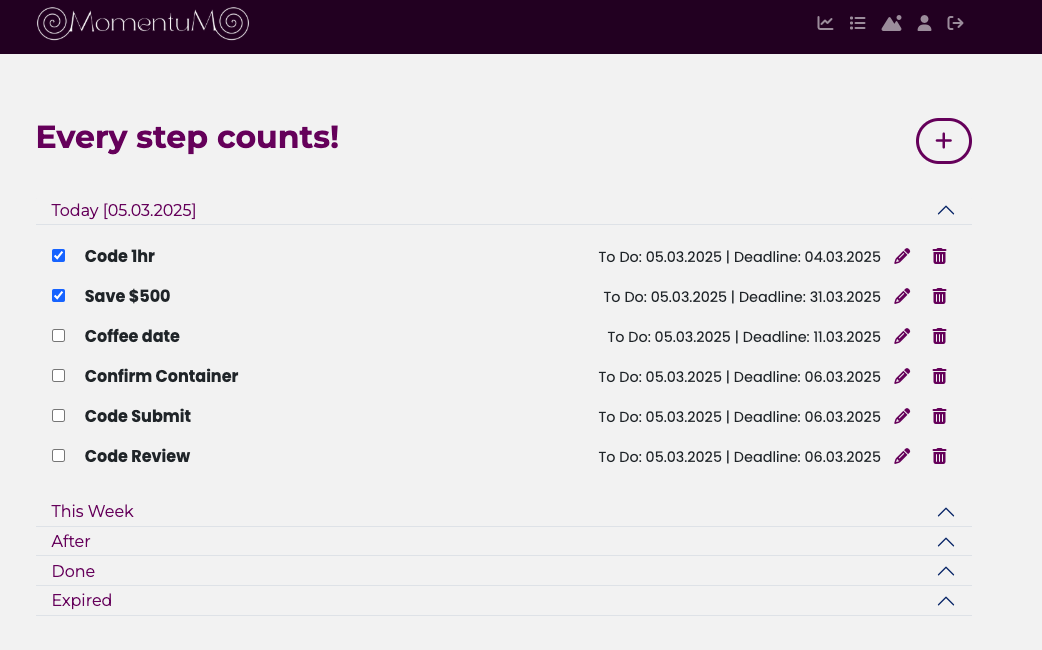 MomentuM
Every step counts!
+
Today [05.03.2025]
Code 1hr To Do: 05.03.2025 | Deadline: 04.03.2025
Save $500 To Do: 05.03.2025 | Deadline: 31.03.2025
Coffee date To Do: 05.03.2025 | Deadline: 11.03.2025
Confirm Container To Do: 05.03.2025 | Deadline: 06.03.2025
Code Submit To Do: 05.03.2025 | Deadline: 06.03.2025
Code Review To Do: 05.03.2025 | Deadline: 06.03.2025
This Week
After
Done
Expired